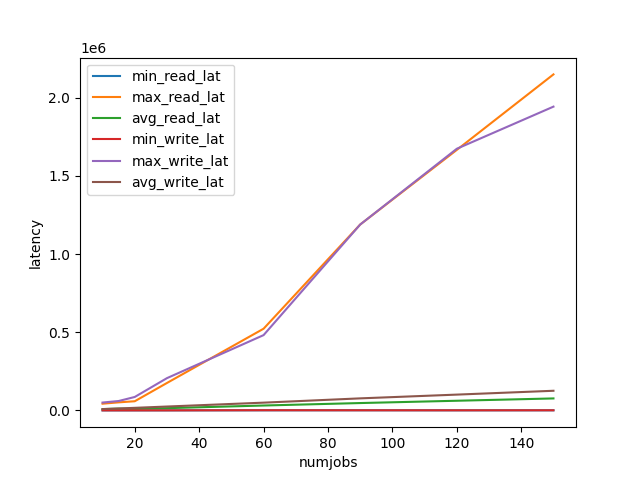 1e6
min_read_lat
max_read_lat
avg_read_lat
min_write_lat
max_write_lat
avg_write_lat
2.0
1.5
1.0
0.5
0.0
latency
20 40 60 80 100 120 140
numjobs